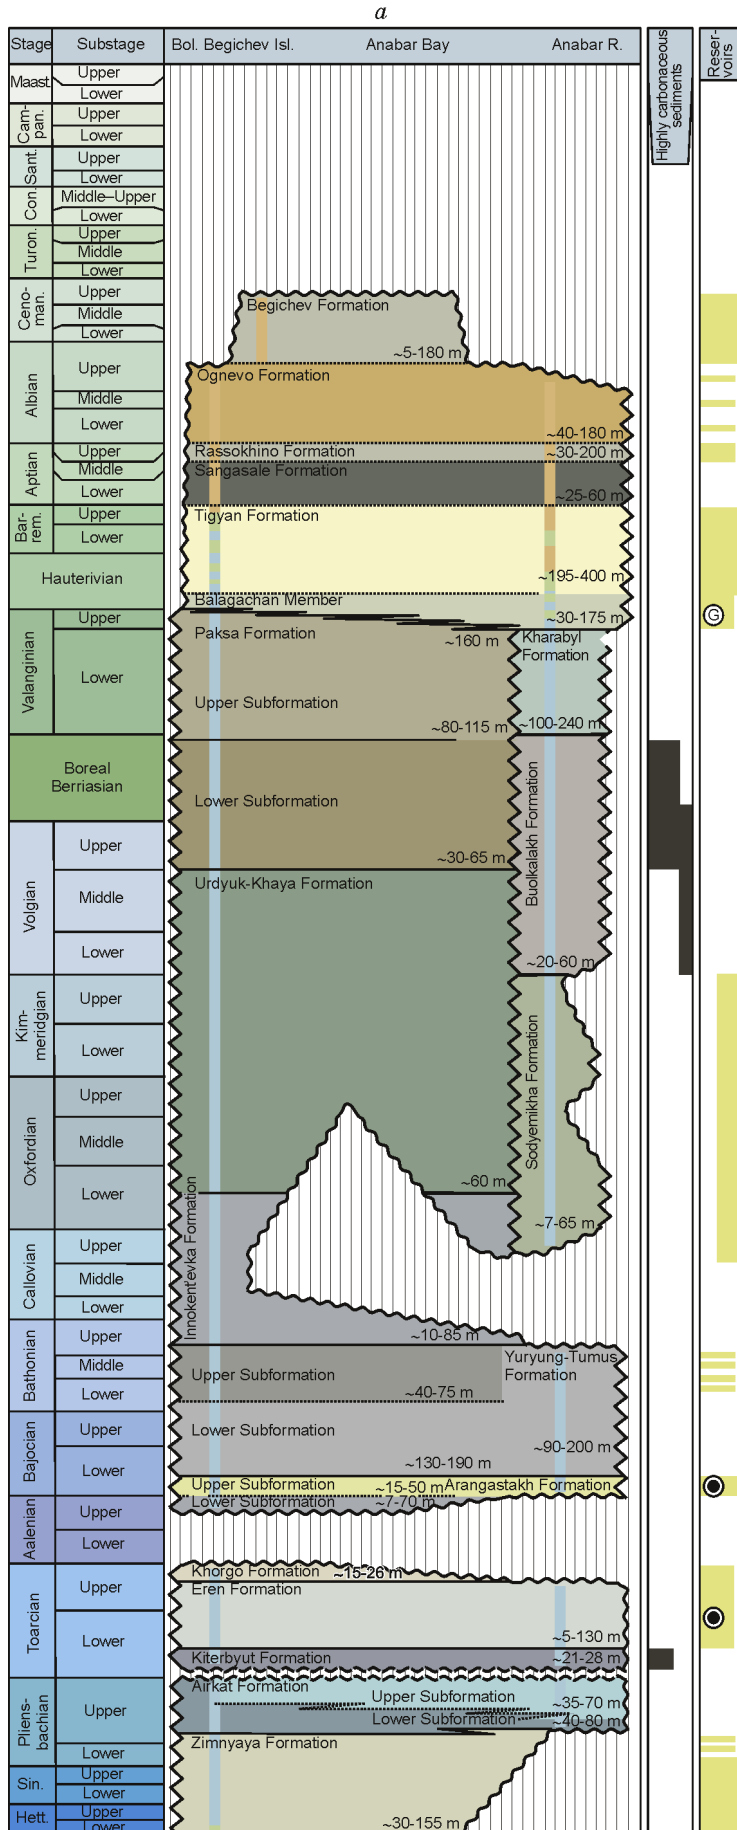 a
Stage
Substage
Bol. Begichev Isl.
Anabar Bay
Anabar R.
Highly carbonaceous
sediments
Reser-
voirs
Maast.
Upper
Lower
Cam-
pan.
Upper
Lower
Sant.
Upper
Lower
Con.
Middle–Upper
Lower
Turon.
Upper
Middle
Lower
Ceno-
man.
Upper
Middle
Lower
Begichev Formation
~5-180 m
Albian
Upper
Middle
Lower
Ognevo Formation
~40-180 m
Aptian
Upper
Middle
Lower
Rassokhino Formation
~30-200 m
Sangasale Formation
~25-60 m
Bar-
rem.
Upper
Lower
Tigyan Formation
Hauterivian
~195-400 m
Balagachan Member
~30-175 m
G
Valanginian
Upper
Lower
Paksa Formation
~160 m
Kharabyl
Formation
Upper Subformation
~80-115 m
~100-240 m
Boreal
Berriasian
Lower Subformation
~30-65 m
Buolkalakh Formation
~20-60 m
Volgian
Upper
Middle
Lower
Urdyuk-Khaya Formation
Kim-
meridgian
Upper
Lower
Sodyemikha Formation
Oxfordian
Upper
Middle
Lower
~60 m
~7-65 m
Innokent'evka Formation
Callovian
Upper
Middle
Lower
~10-85 m
Bathonian
Upper
Middle
Lower
Yuryung-Tumus
Formation
Upper Subformation
~40-75 m
Bajocian
Upper
Lower
Lower Subformation
~90-200 m
~130-190 m
Upper Subformation
~15-50 m
Arangastakh Formation
Lower Subformation
~7-70 m
Aalenian
Upper
Lower
Toarcian
Upper
Lower
Khorgo Formation
~15-26 m
Eren Formation
~5-130 m
Kiterbyut Formation
~21-28 m
Pliens-
bachian
Upper
Lower
Airkat Formation
Upper Subformation
~35-70 m
Lower Subformation
~40-80 m
Zimnyaya Formation
Sin.
Upper
Lower
Hett.
Upper
Lower
~30-155 m